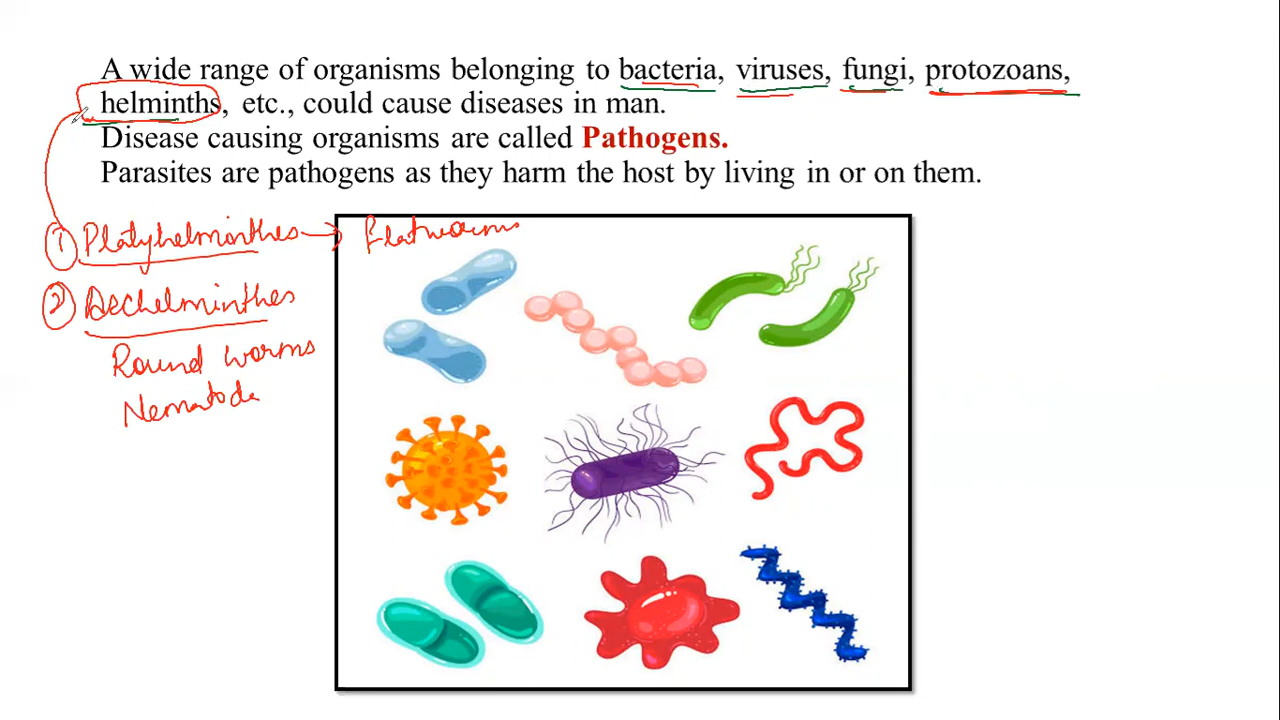 A wide range of organisms belonging to bacteria, viruses, fungi, protozoans,
helminths, etc., could cause diseases in man.
Disease causing organisms are called Pathogens.
Parasites are pathogens as they harm the host by living in or on them.
① Platyhelminthes → Flatworms
② Aechelminthes
Round worms
Nematoda